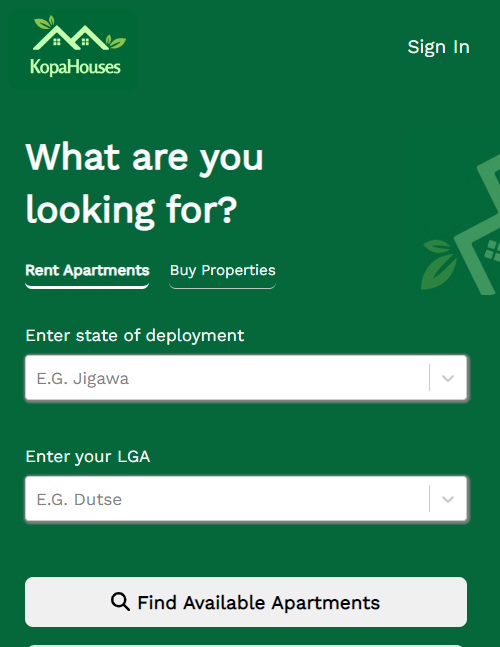 KopaHouses
Sign In
What are you
looking for?
Rent Apartments
Buy Properties
Enter state of deployment
E.G. Jigawa
Enter your LGA
E.G. Dutse
Find Available Apartments